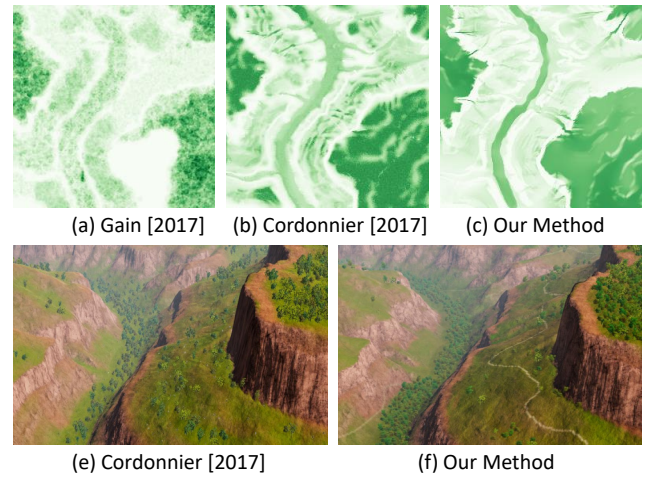 (a) Gain [2017] (b) Cordonnier [2017] (c) Our Method
(e) Cordonnier [2017] (f) Our Method